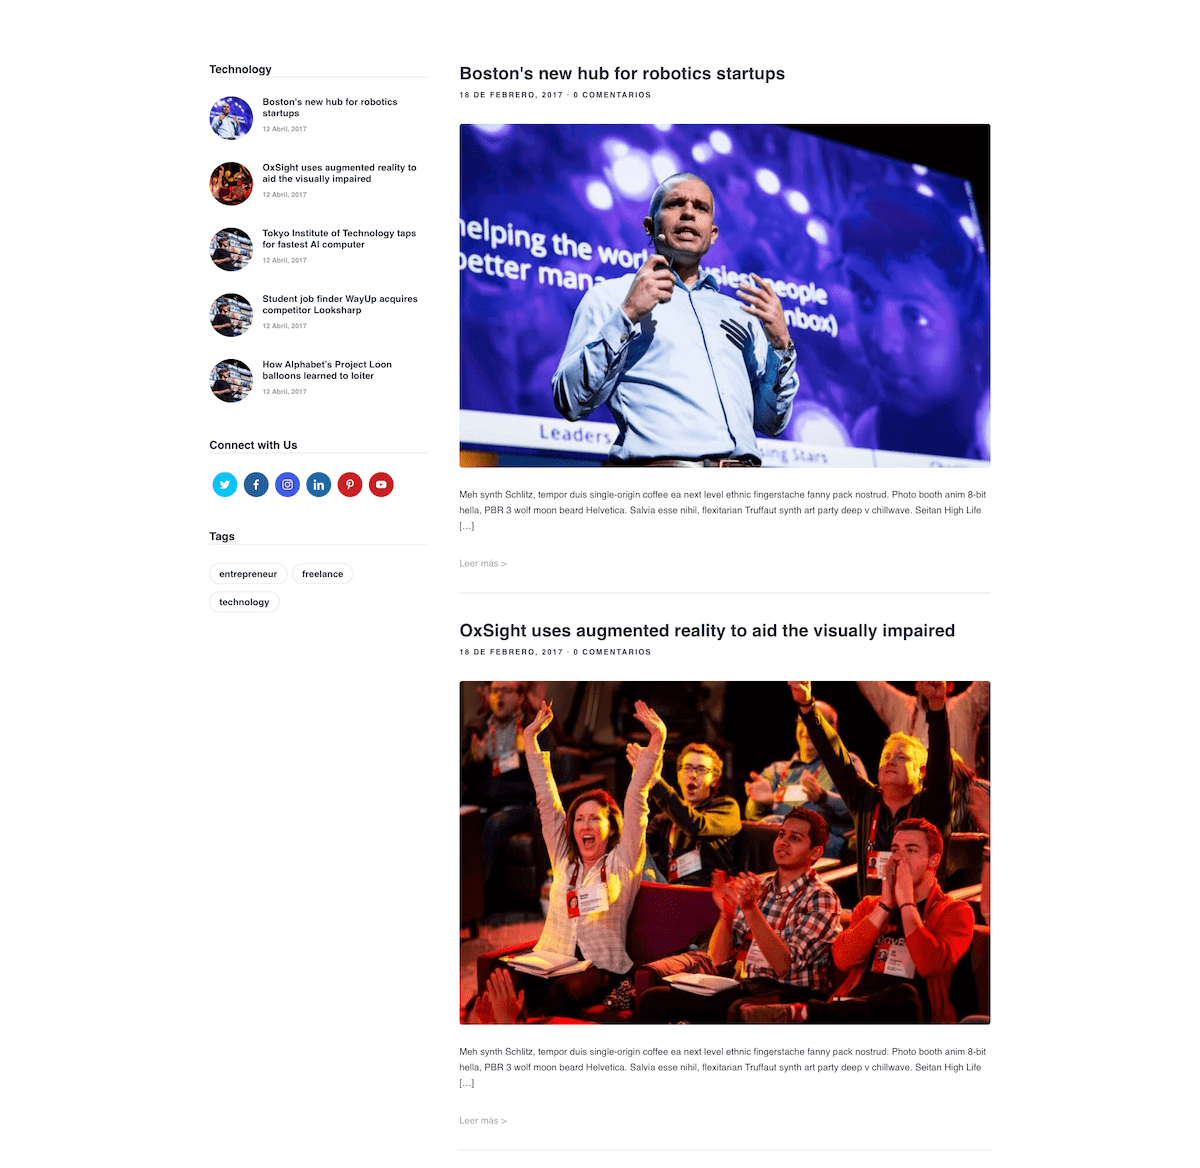 Technology
Boston's new hub for robotics
startups
12 Abril, 2017
OxSight uses augmented reality to
aid the visually impaired
12 Abril, 2017
Tokyo Institute of Technology taps
for fastest AI computer
12 Abril, 2017
Student job finder WayUp acquires
competitor Looksharp
12 Abril, 2017
How Alphabet's Project Loon
balloons learned to loiter
12 Abril, 2017
Connect with Us
Tags
entrepreneur
freelance
technology
Boston's new hub for robotics startups
18 DE FEBRERO, 2017 · 0 COMENTARIOS
helping the world busiest people
better man inbox)
Leaders
Rising Stars
Meh synth Schlitz, tempor duis single-origin coffee ea next level ethnic fingerstache fanny pack nostrud. Photo booth anim 8-bit
hella, PBR 3 wolf moon beard Helvetica. Salvia esse nihil, flexitarian Truffaut synth art party deep v chillwave. Seitan High Life
[…]
Leer más >
OxSight uses augmented reality to aid the visually impaired
18 DE FEBRERO, 2017 · 0 COMENTARIOS
Meh synth Schlitz, tempor duis single-origin coffee ea next level ethnic fingerstache fanny pack nostrud. Photo booth anim 8-bit
hella, PBR 3 wolf moon beard Helvetica. Salvia esse nihil, flexitarian Truffaut synth art party deep v chillwave. Seitan High Life
[…]
Leer más >